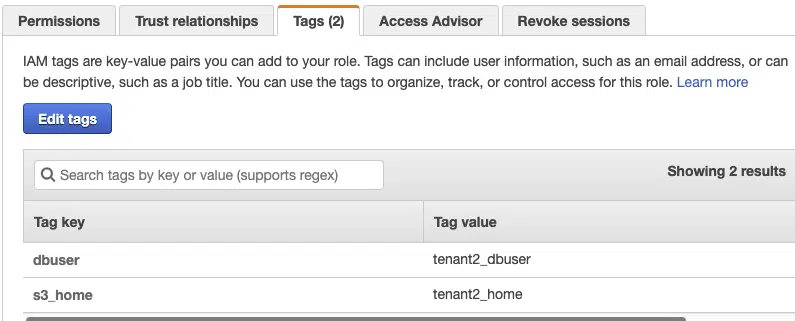 Permissions Trust relationships Tags (2) Access Advisor Revoke sessions
IAM tags are key-value pairs you can add to your role. Tags can include user information, such as an email address, or can
be descriptive, such as a job title. You can use the tags to organize, track, or control access for this role. Learn more
Edit tags
Search tags by key or value (supports regex) Showing 2 results
Tag key Tag value
dbuser tenant2_dbuser
s3_home tenant2_home